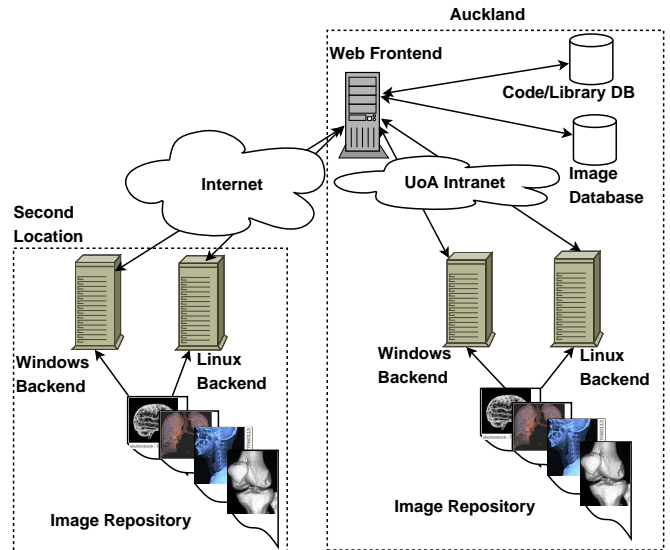 Auckland
Web Frontend
Code/Library DB
Image
Database
Internet
UoA Intranet
Second
Location
Windows
Backend
Linux
Backend
Windows
Backend
Linux
Backend
Image Repository
Image Repository